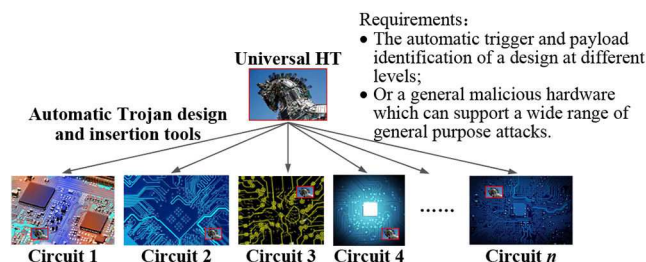 Requirements：
• The automatic trigger and payload
identification of a design at different
levels;
• Or a general malicious hardware
which can support a wide range of
general purpose attacks.
Universal HT
Automatic Trojan design
and insertion tools
......
Circuit 1 Circuit 2 Circuit 3 Circuit 4 Circuit n